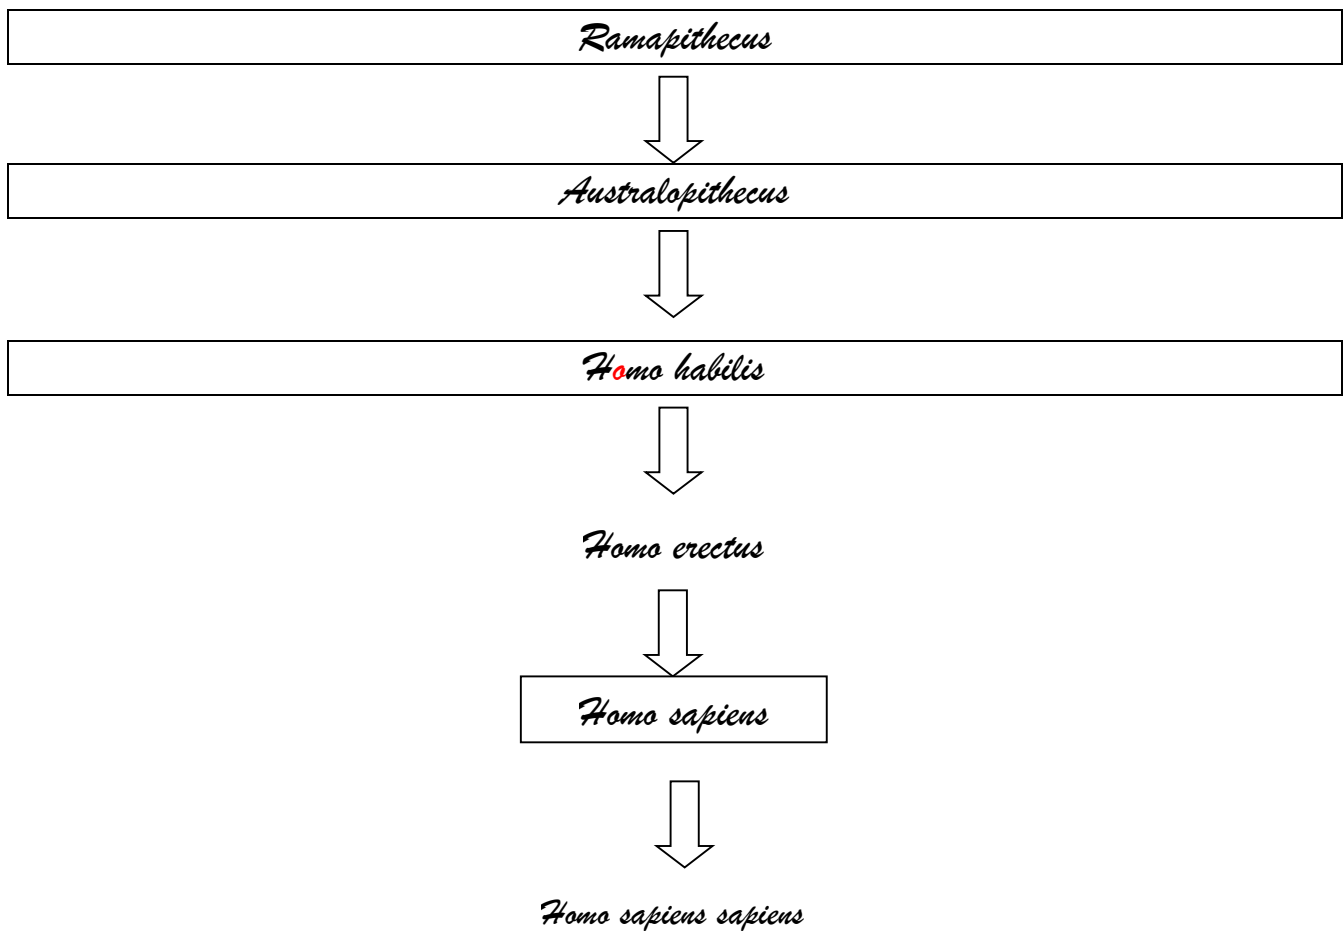 Ramapithecus
Australopithecus
Homo habilis
Homo erectus
Homo sapiens
Homo sapiens sapiens